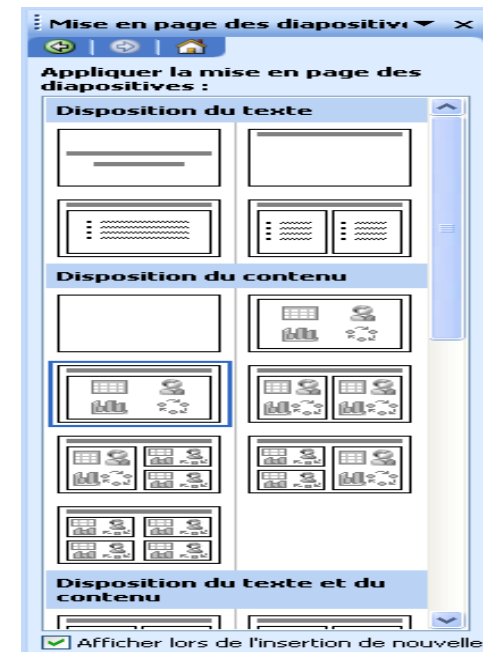 Mise en page des diapositiv
Appliquer la mise en page des
diapositives :
Disposition du texte
Disposition du contenu
Disposition du texte et du
contenu
Afficher lors de l'insertion de nouvelle